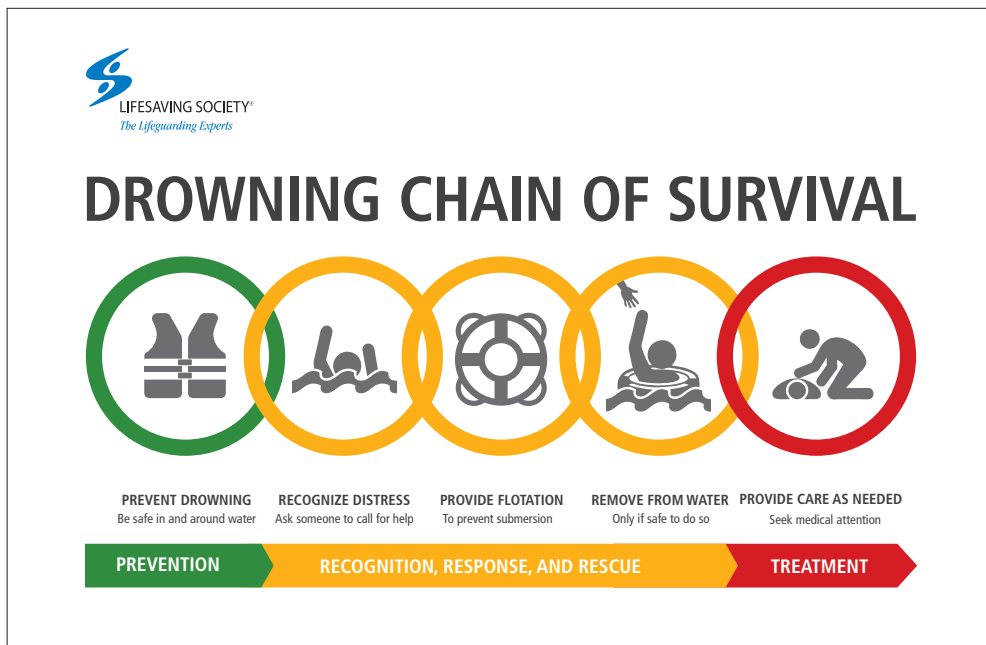 LIFESAVING SOCIETY®
The Lifeguarding Experts
DROWNING CHAIN OF SURVIVAL
PREVENT DROWNING
Be safe in and around water
RECOGNIZE DISTRESS
Ask someone to call for help
PROVIDE FLOTATION
To prevent submersion
REMOVE FROM WATER
Only if safe to do so
PROVIDE CARE AS NEEDED
Seek medical attention
PREVENTION
RECOGNITION, RESPONSE, AND RESCUE
TREATMENT